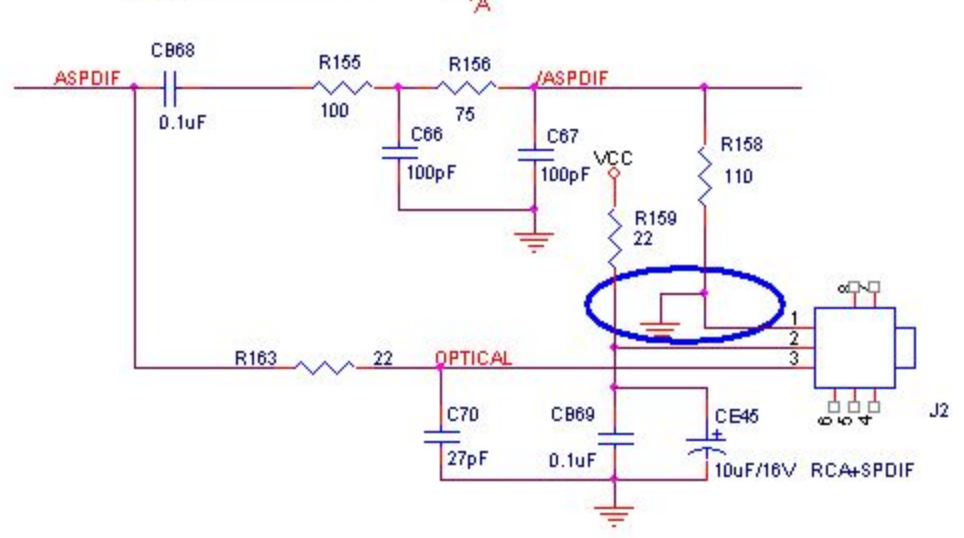 A
CB68
R155
R156
ASPDIF
/ASPDIF
0.1uF
100
75
C66
C67
100pF
100pF
VCC
R158
110
R159
22
8
7
1
2
3
R163
22
OPTICAL
6
5
4
J2
C70
CB69
CE45
+
27pF
0.1uF
10uF/16V
RCA+SPDIF